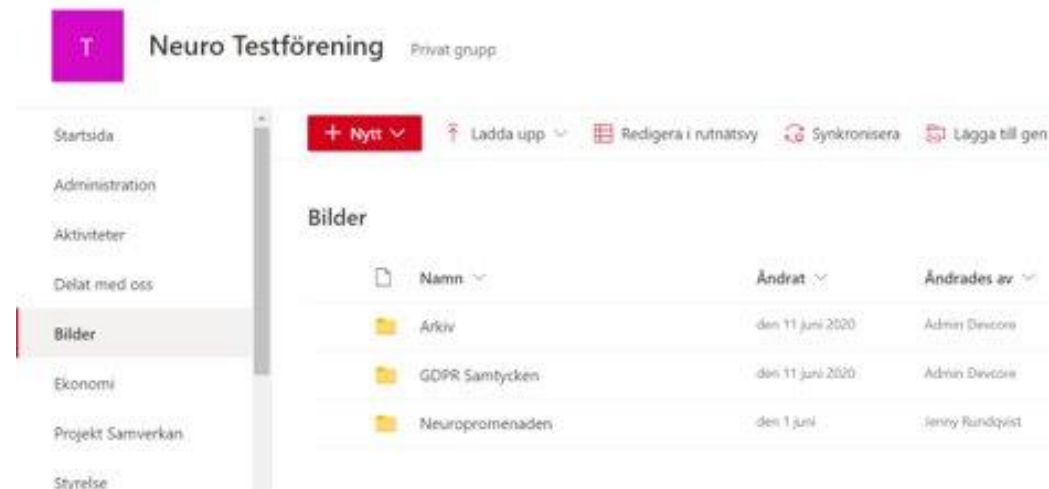 T
Neuro Testförening Privat grupp
Startsida
Administration
Aktiviteter
Delat med oss
Bilder
Ekonomi
Projekt Samverkan
Styrelse
+ Nytt
Ladda upp
Redigera i rutnätsvy
Synkronisera
Lägga till gen
Bilder
Namn Ändrat Ändrades av
Arkiv den 11 juni 2020 Admin Devcore
GDPR Samtycken den 11 juni 2020 Admin Devcore
Neuropromenaden den 1 juni Jenny Rundqvist